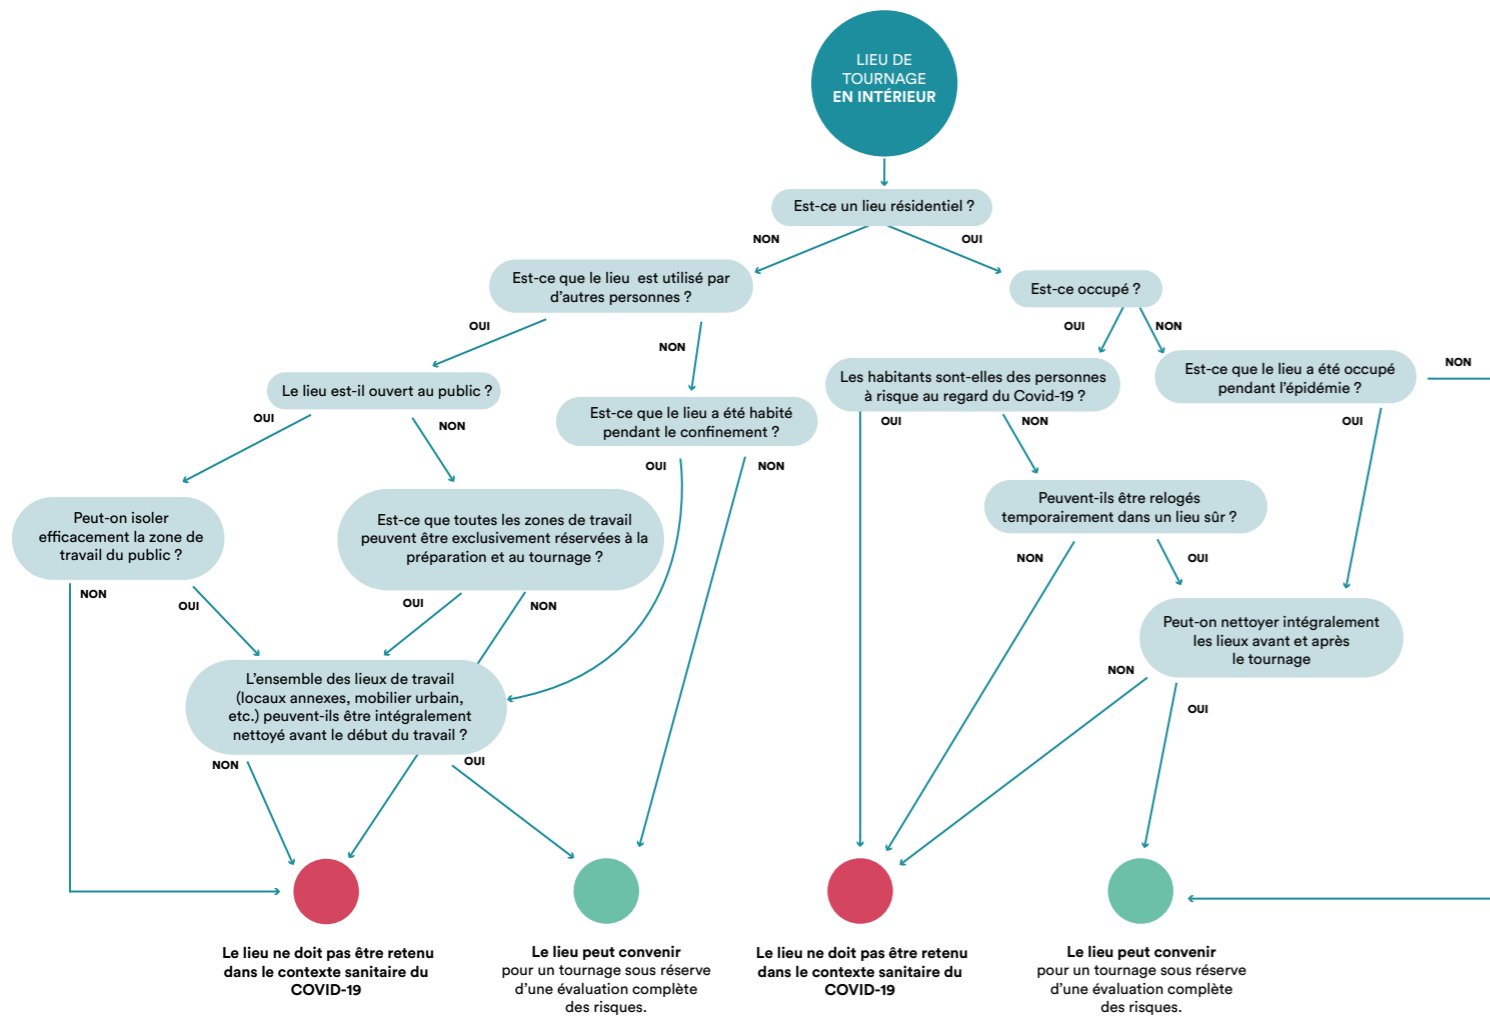 LIEU DE
TOURNAGE
EN INTÉRIEUR
Est-ce un lieu résidentiel ?
NON
OUI
Est-ce que le lieu est utilisé par
d'autres personnes ?
Est-ce occupé ?
OUI
NON
OUI
NON
Le lieu est-il ouvert au public ?
Est-ce que le lieu a été habité
pendant le confinement ?
Les habitants sont-elles des personnes
à risque au regard du Covid-19 ?
Est-ce que le lieu a été occupé
pendant l'épidémie ?
NON
OUI
NON
OUI
NON
OUI
NON
OUI
Peut-on isoler
efficacement la zone de
travail du public ?
Est-ce que toutes les zones de travail
peuvent être exclusivement réservées à la
préparation et au tournage ?
Peuvent-ils être relogés
temporairement dans un lieu sûr ?
NON
OUI
OUI
NON
NON
OUI
L'ensemble des lieux de travail
(locaux annexes, mobilier urbain,
etc.) peuvent-ils être intégralement
nettoyé avant le début du travail ?
Peut-on nettoyer intégralement
les lieux avant et après
le tournage
NON
OUI
NON
OUI
Le lieu ne doit pas être retenu
dans le contexte sanitaire du
COVID-19
Le lieu peut convenir
pour un tournage sous réserve
d'une évaluation complète
des risques.
Le lieu ne doit pas être retenu
dans le contexte sanitaire du
COVID-19
Le lieu peut convenir
pour un tournage sous réserve
d'une évaluation complète
des risques.